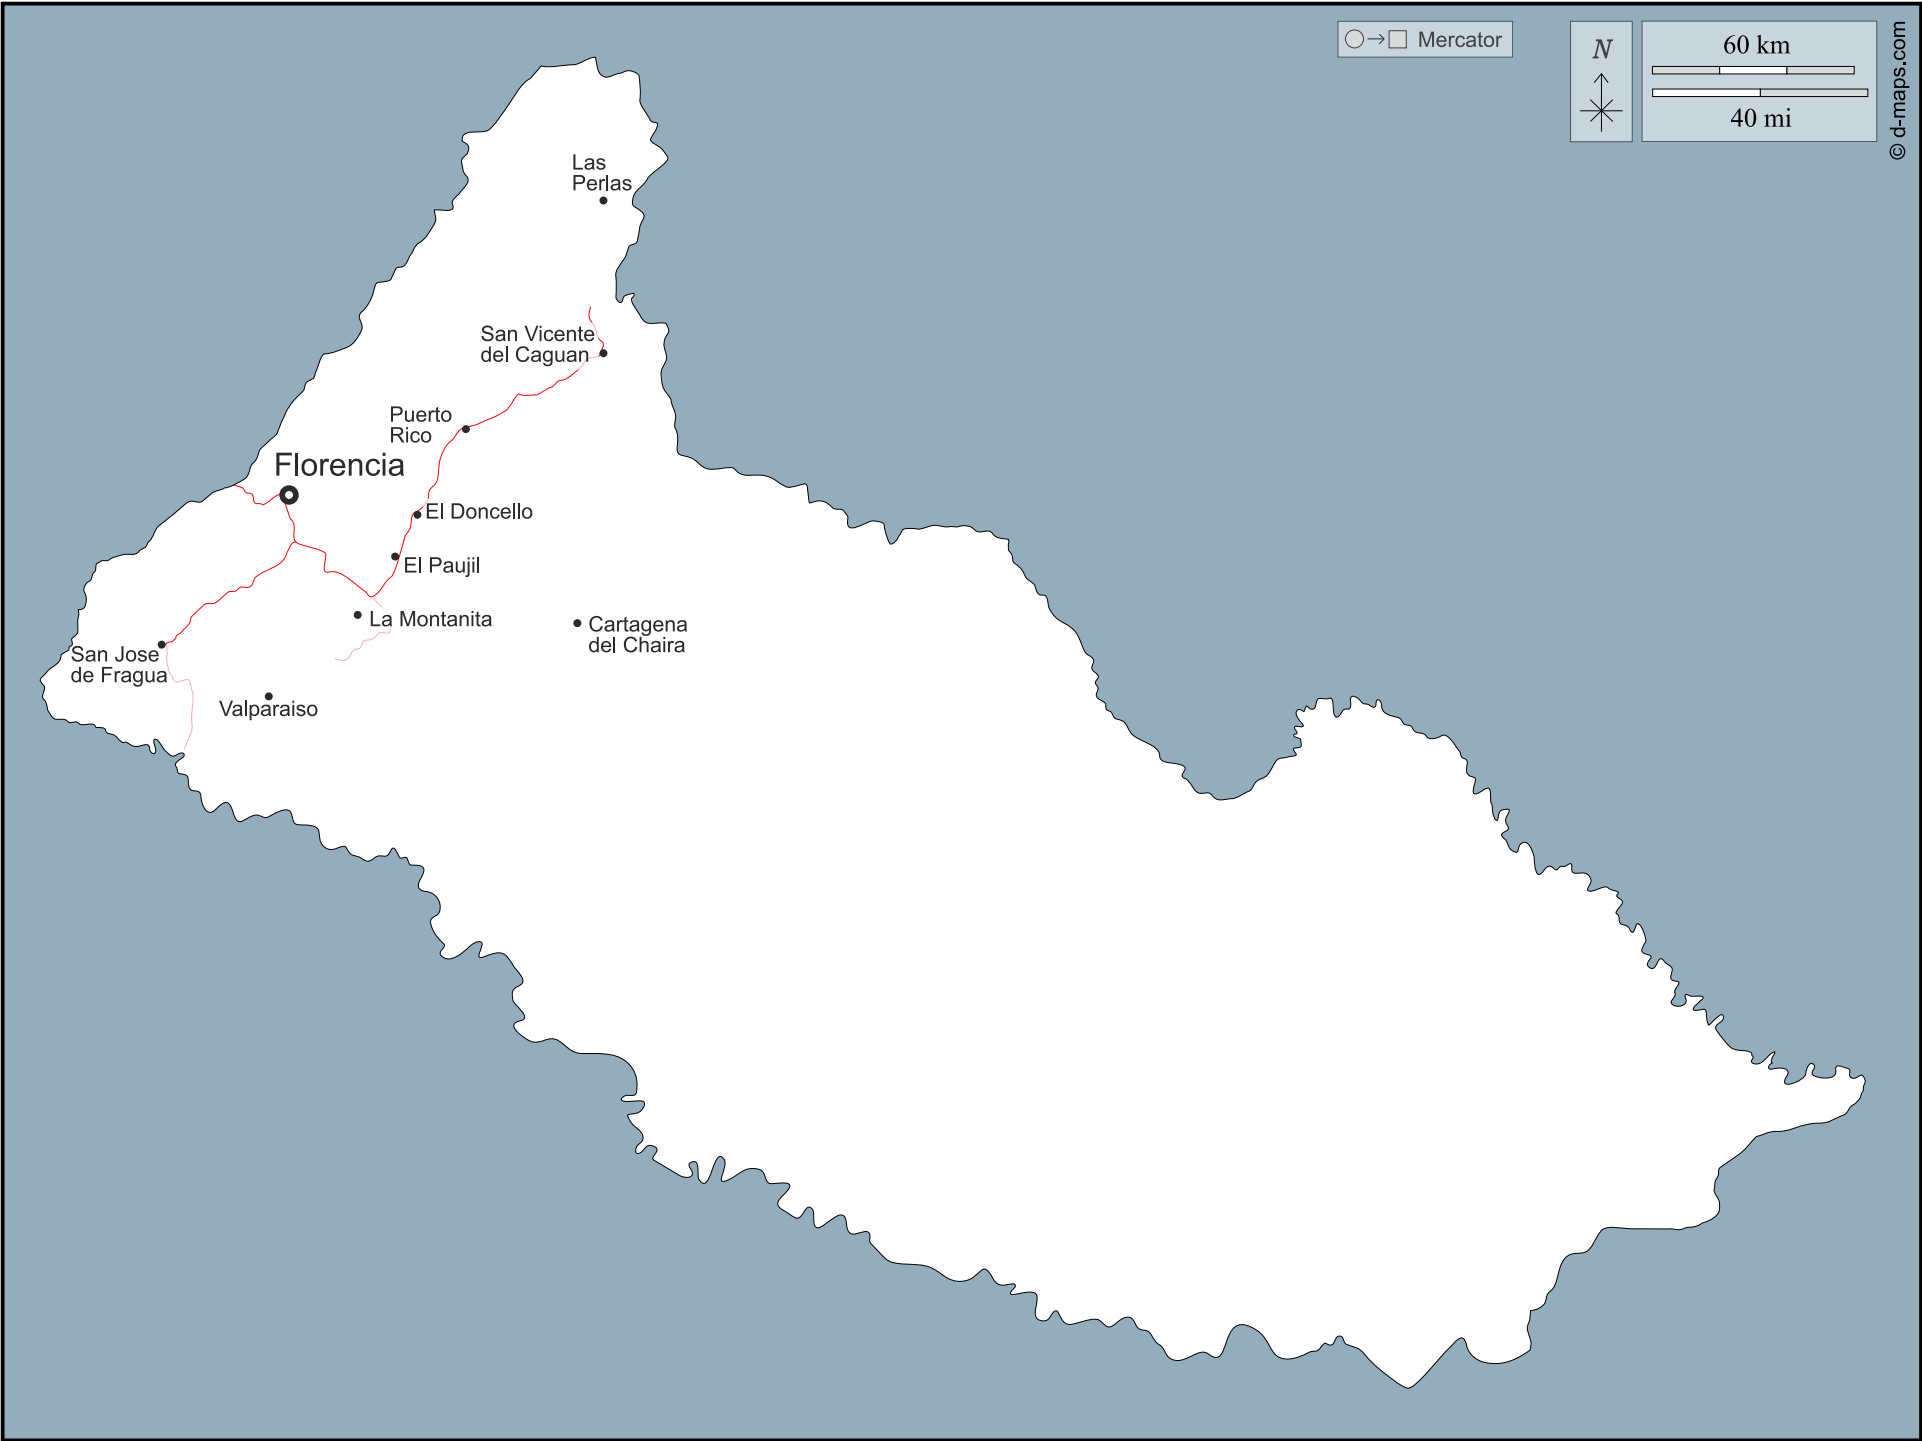 Mercator
N
60 km
40 mi
© d-maps.com
Las
Perlas
San Vicente
del Caguan
Puerto
Rico
Florencia
El Doncello
El Paujil
La Montanita
Cartagena
del Chaira
San Jose
de Fragua
Valparaiso